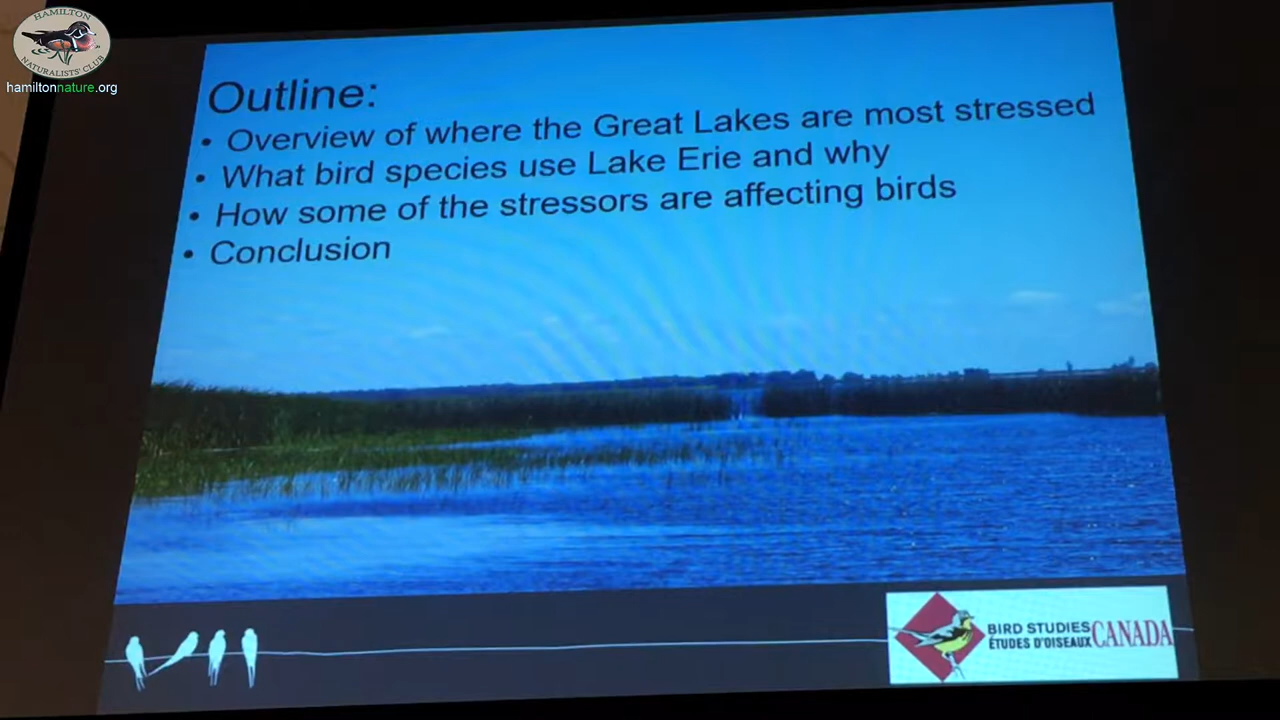 HAMILTON
NATURALISTS' CLUB
hamiltonnature.org
Outline:
• Overview of where the Great Lakes are most stressed
• What bird species use Lake Erie and why
• How some of the stressors are affecting birds
• Conclusion
BIRD STUDIES
ÉTUDES D'OISEAUX CANADA